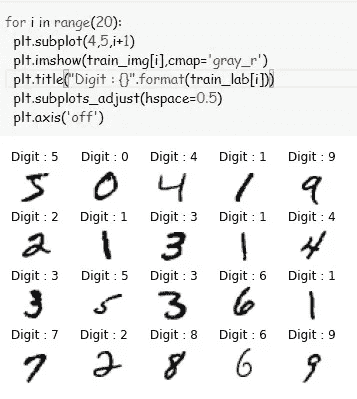 for i in range(20):
plt.subplot(4,5,i+1)
plt.imshow(train_img[i],cmap='gray_r')
plt.title("Digit : {}".format(train_lab[i]))
plt.subplots_adjust(hspace=0.5)
plt.axis('off')
Digit : 5 Digit : 0 Digit : 4 Digit : 1 Digit : 9
5 0 4 1 9
Digit : 2 Digit : 1 Digit : 3 Digit : 1 Digit : 4
2 1 3 1 4
Digit : 3 Digit : 5 Digit : 3 Digit : 6 Digit : 1
3 5 3 6 1
Digit : 7 Digit : 2 Digit : 8 Digit : 6 Digit : 9
7 2 8 6 9